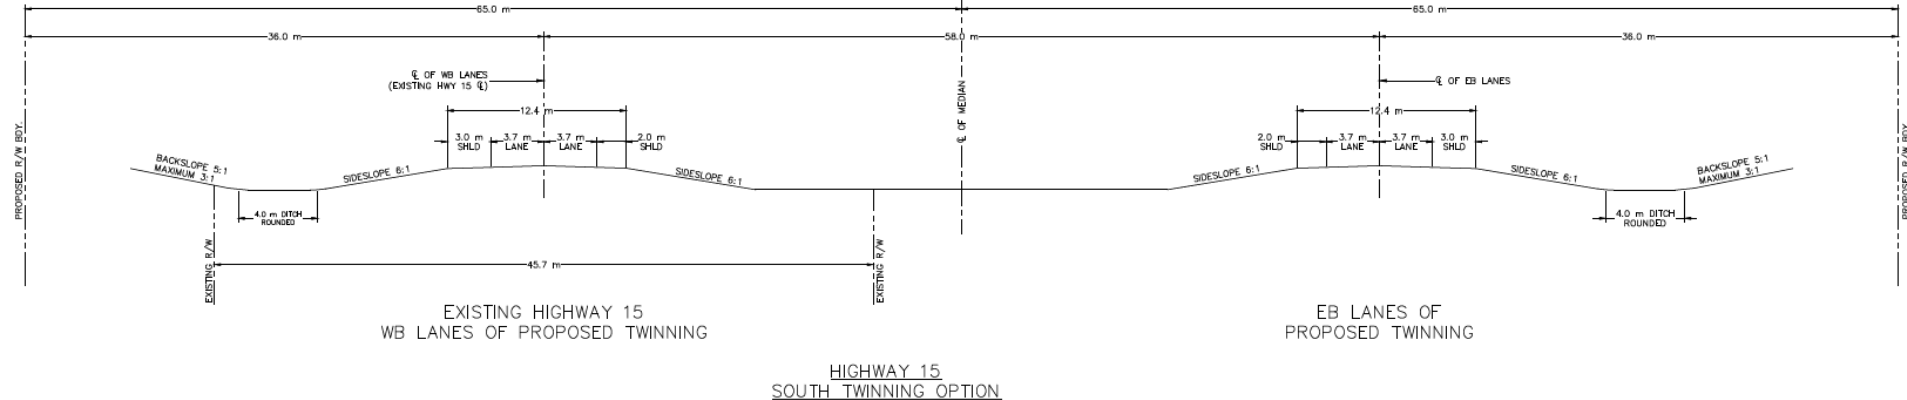 65.0 m
65.0 m
36.0 m
58.0 m
36.0 m
℄ OF WB LANES
(EXISTING HWY 15 ℄)
℄ OF EB LANES
℄ OF MEDIAN
12.4 m
12.4 m
3.0 m
SHLD
3.7 m
LANE
3.7 m
LANE
2.0 m
SHLD
2.0 m
SHLD
3.7 m
LANE
3.7 m
LANE
3.0 m
SHLD
PROPOSED R/W BDY.
BACKSLOPE 5:1
MAXIMUM 3:1
SIDESLOPE 6:1
SIDESLOPE 6:1
SIDESLOPE 6:1
SIDESLOPE 6:1
BACKSLOPE 5:1
MAXIMUM 3:1
PROPOSED R/W BDY.
4.0 m DITCH
ROUNDED
4.0 m DITCH
ROUNDED
EXISTING R/W
45.7 m
EXISTING R/W
EXISTING HIGHWAY 15
WB LANES OF PROPOSED TWINNING
EB LANES OF
PROPOSED TWINNING
HIGHWAY 15
SOUTH TWINNING OPTION